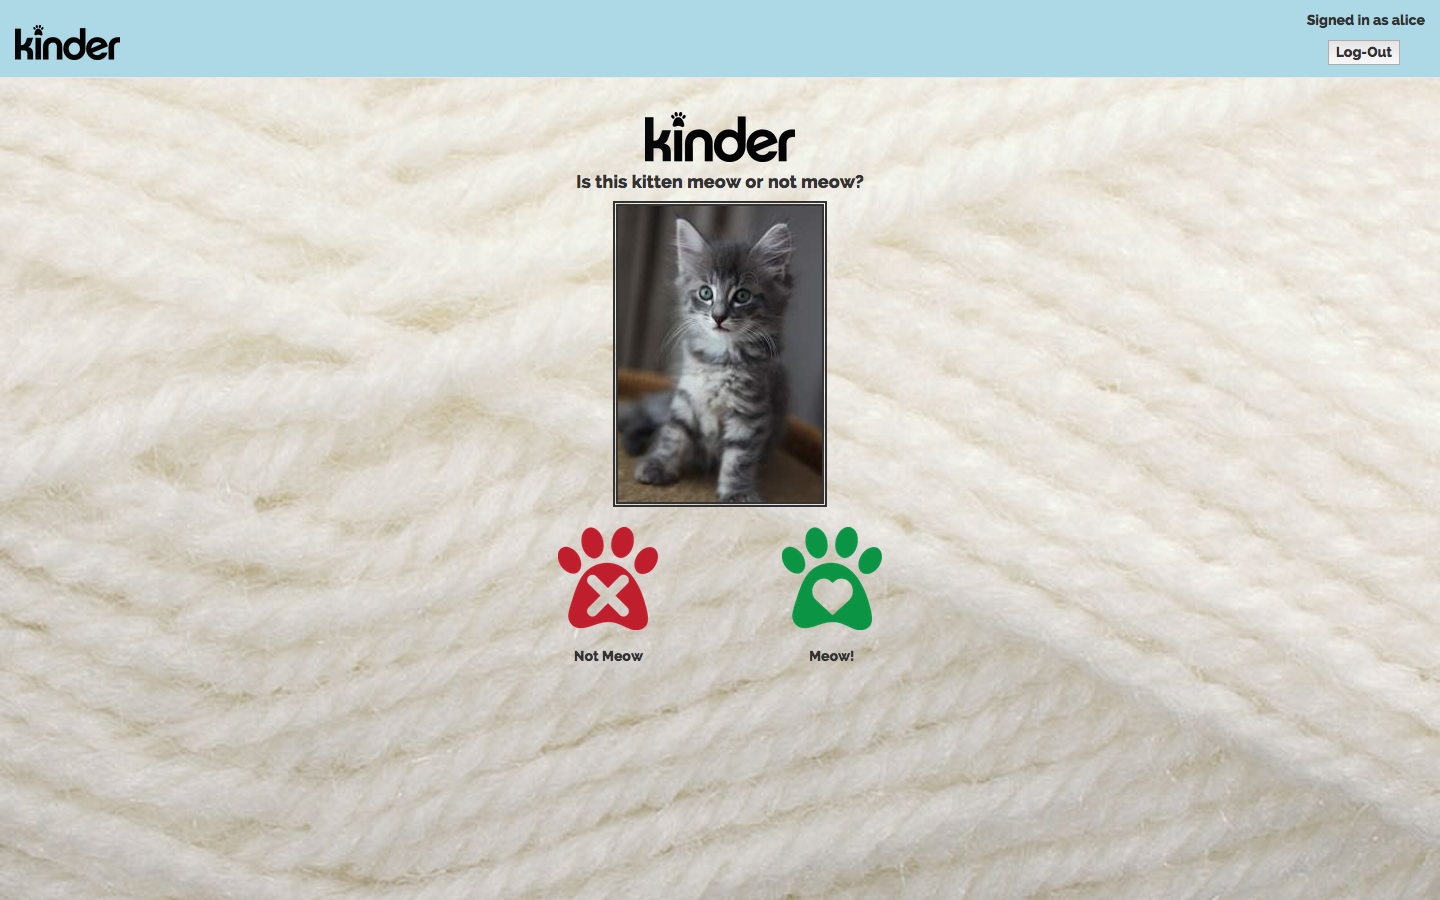 kinder
Signed in as alice
Log-Out
kinder
Is this kitten meow or not meow?
Not Meow
Meow!